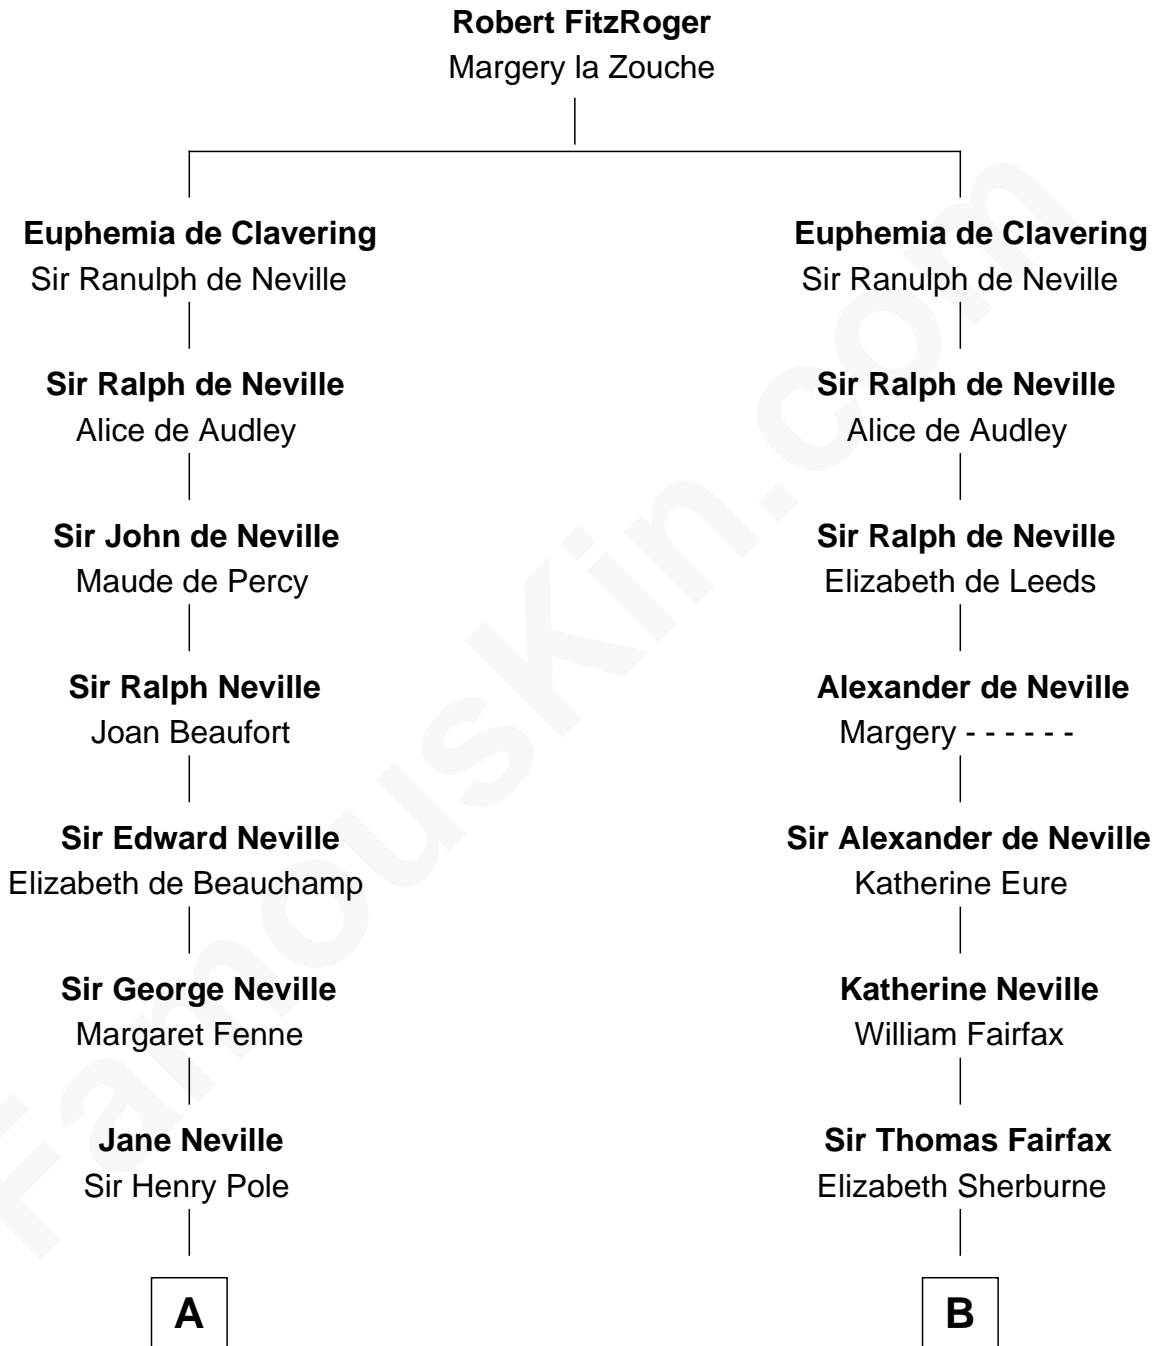 Robert FitzRoger
Margery la Zouche
Euphemia de Clavering
Sir Ranulph de Neville
Euphemia de Clavering
Sir Ranulph de Neville
Sir Ralph de Neville
Alice de Audley
Sir Ralph de Neville
Alice de Audley
Sir John de Neville
Maude de Percy
Sir Ralph de Neville
Elizabeth de Leeds
Sir Ralph Neville
Joan Beaufort
Alexander de Neville
Margery - - - - - -
Sir Edward Neville
Elizabeth de Beauchamp
Sir Alexander de Neville
Katherine Eure
Sir George Neville
Margaret Fenne
Katherine Neville
William Fairfax
Jane Neville
Sir Henry Pole
Sir Thomas Fairfax
Elizabeth Sherburne
A
B
FamousKin.com